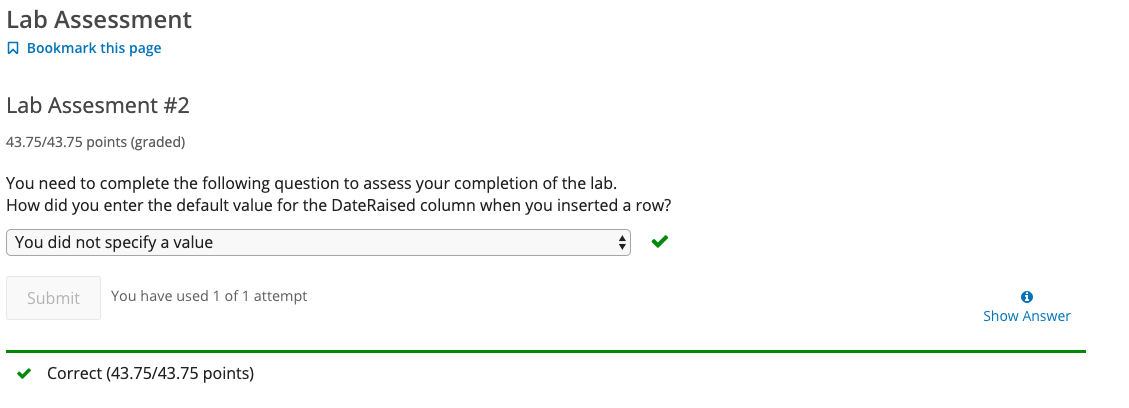 Lab Assessment
Bookmark this page
Lab Assesment #2
43.75/43.75 points (graded)
You need to complete the following question to assess your completion of the lab.
How did you enter the default value for the DateRaised column when you inserted a row?
You did not specify a value
Submit
You have used 1 of 1 attempt
Show Answer
Correct (43.75/43.75 points)